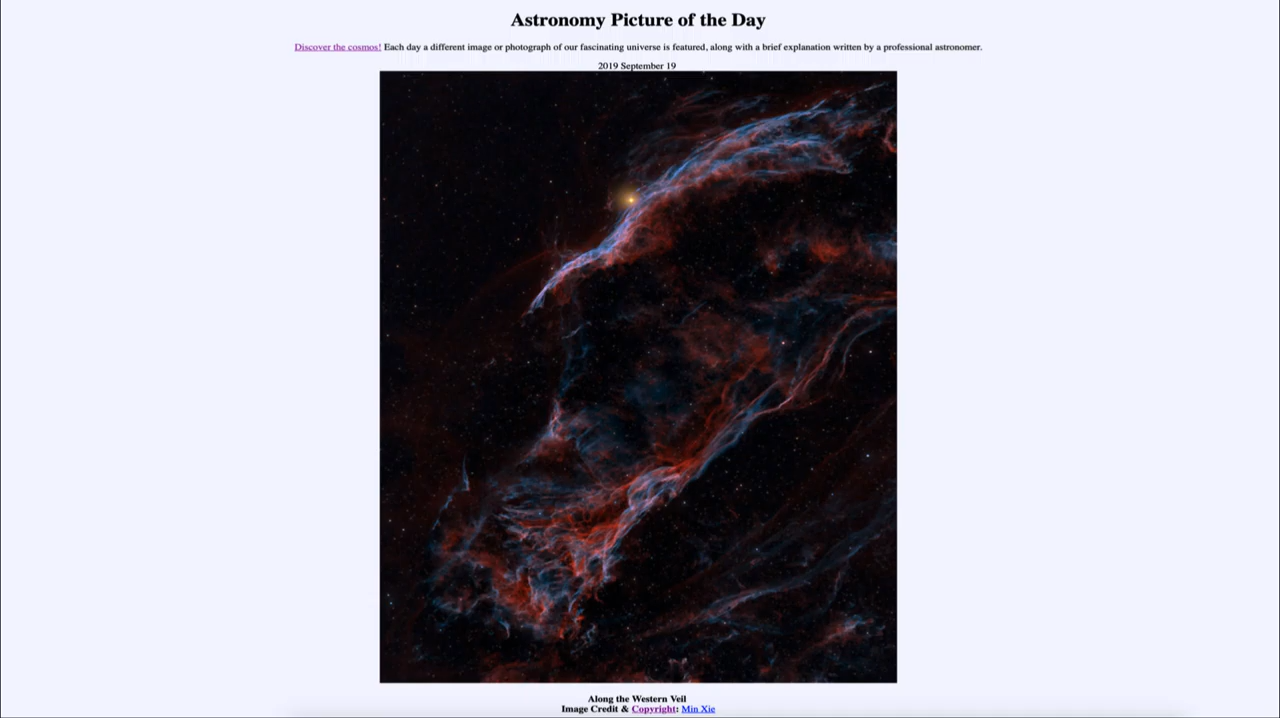 Astronomy Picture of the Day
Discover the cosmos! Each day a different image or photograph of our fascinating universe is featured, along with a brief explanation written by a professional astronomer.
2019 September 19
Along the Western Veil
Image Credit & Copyright: Min Xie